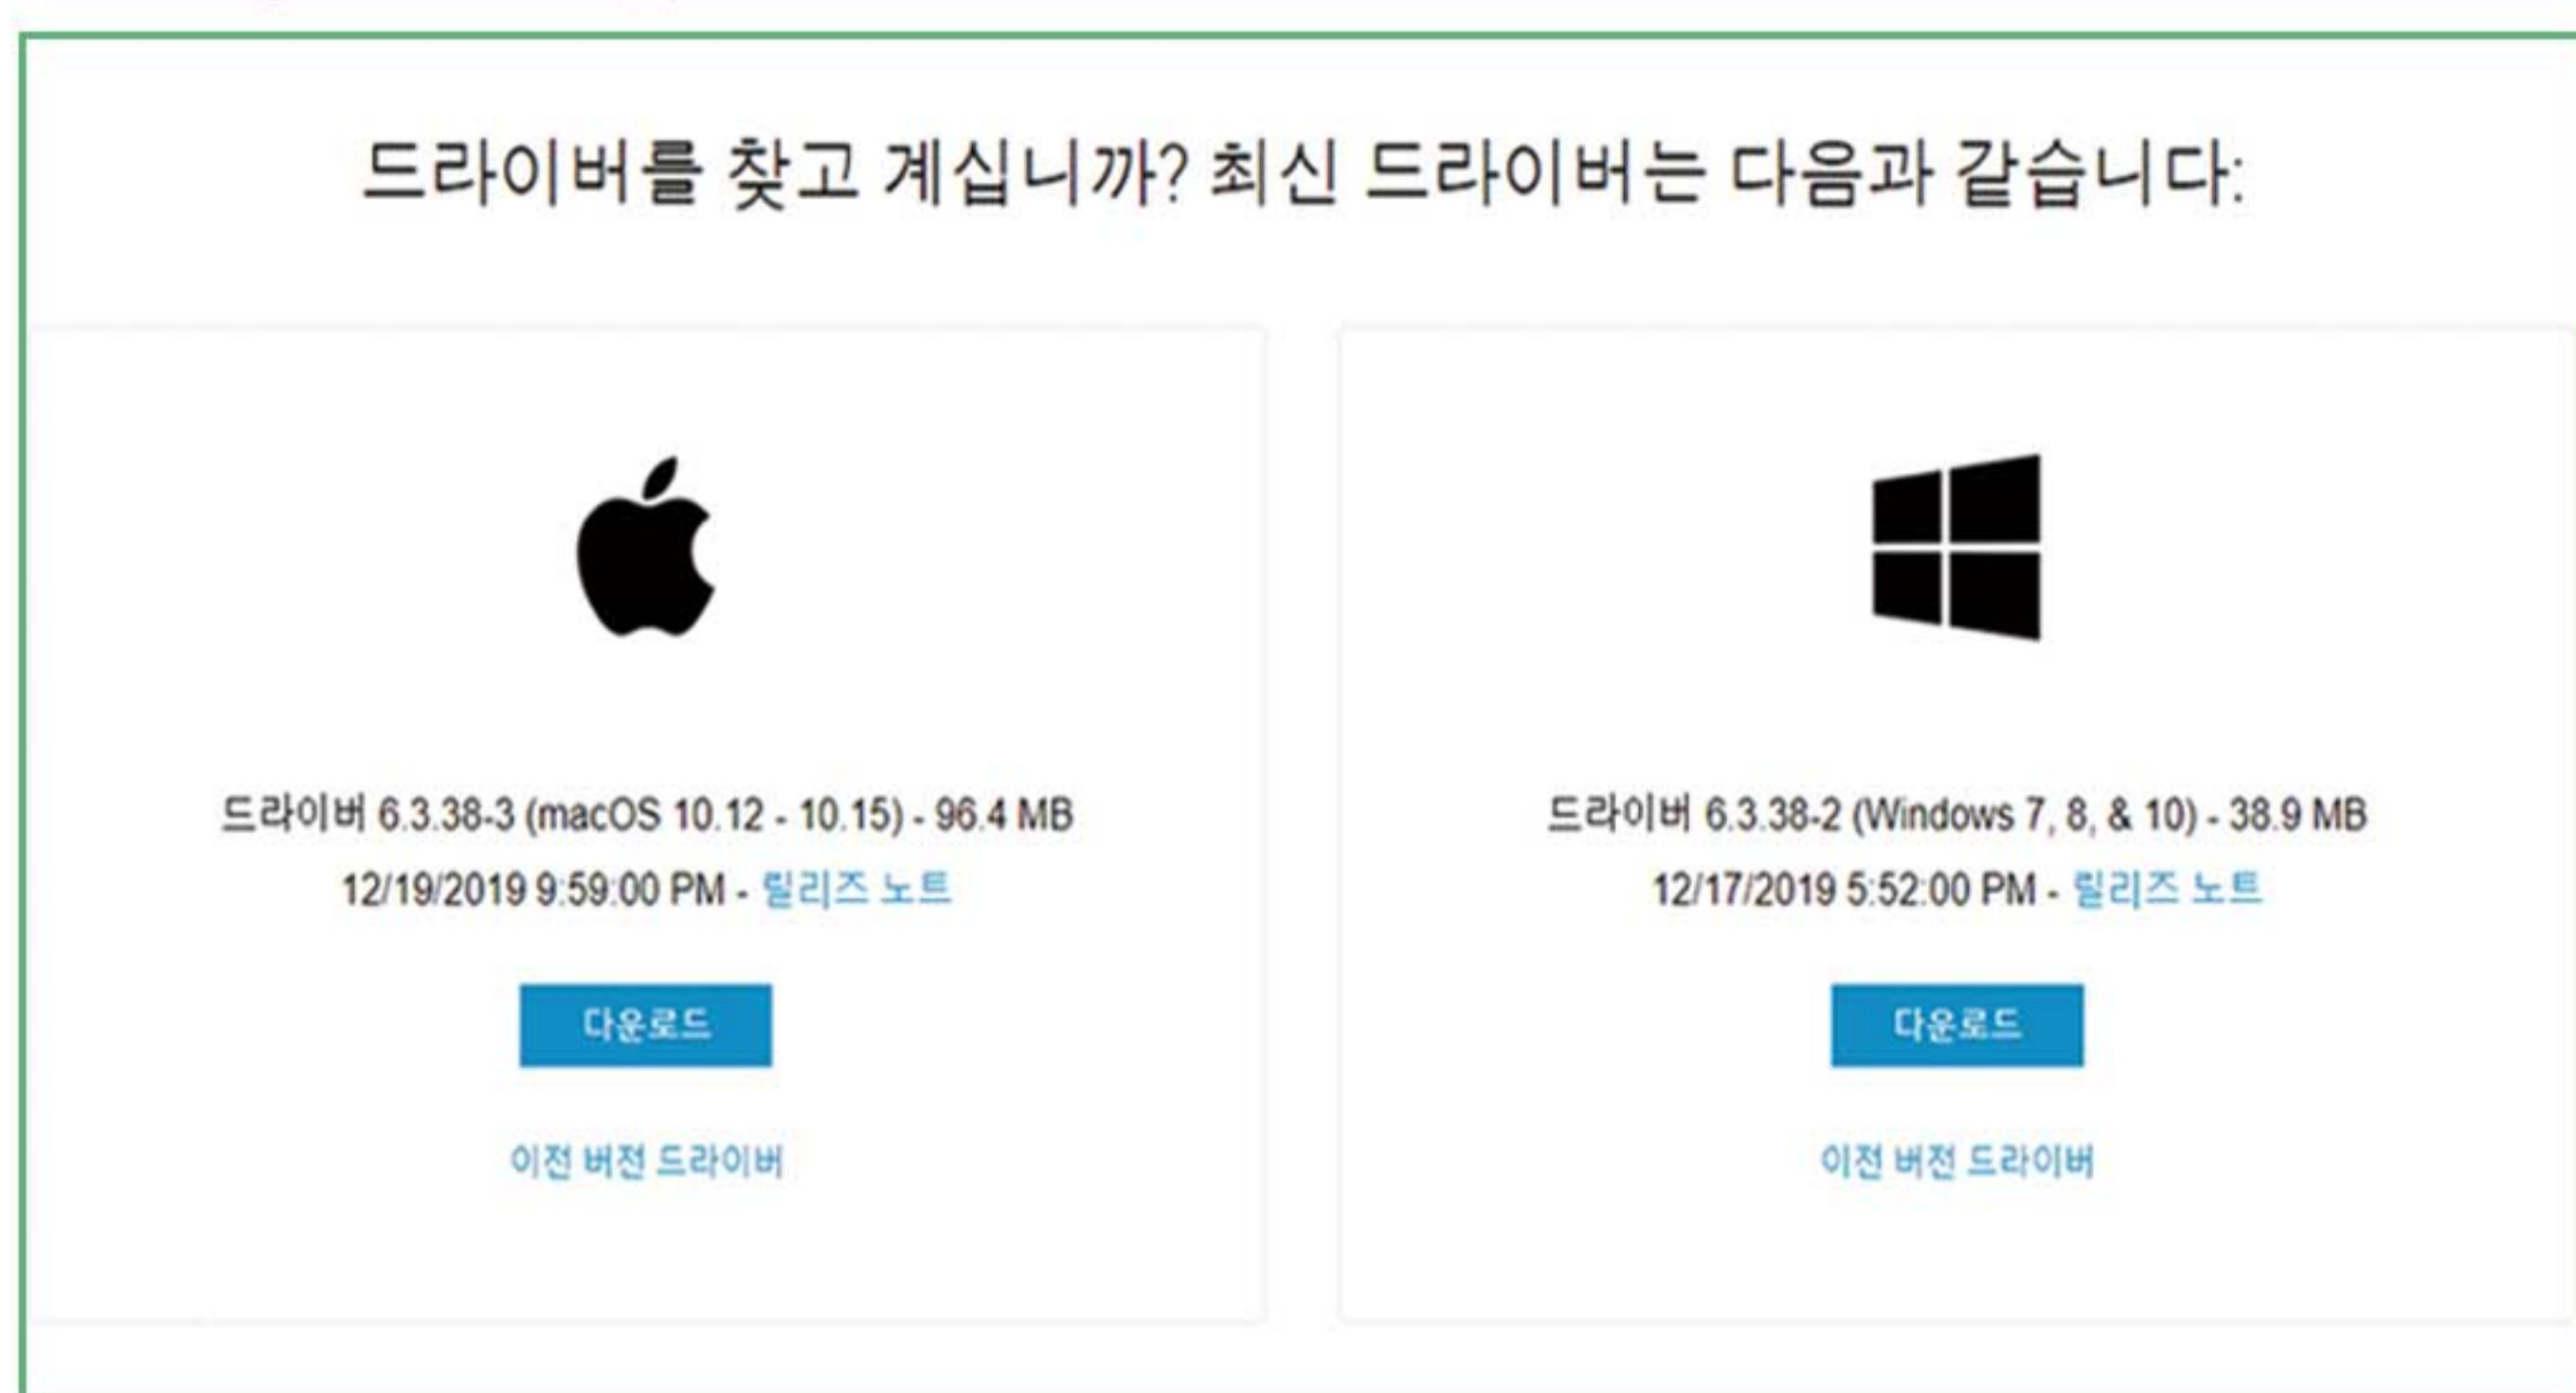 드라이버를 찾고 계십니까? 최신 드라이버는 다음과 같습니다:
드라이버 6.3.38-3 (macOS 10.12 - 10.15) - 96.4 MB
12/19/2019 9:59:00 PM - 릴리즈 노트
다운로드
이전 버전 드라이버
드라이버 6.3.38-2 (Windows 7, 8, & 10) - 38.9 MB
12/17/2019 5:52:00 PM - 릴리즈 노트
다운로드
이전 버전 드라이버